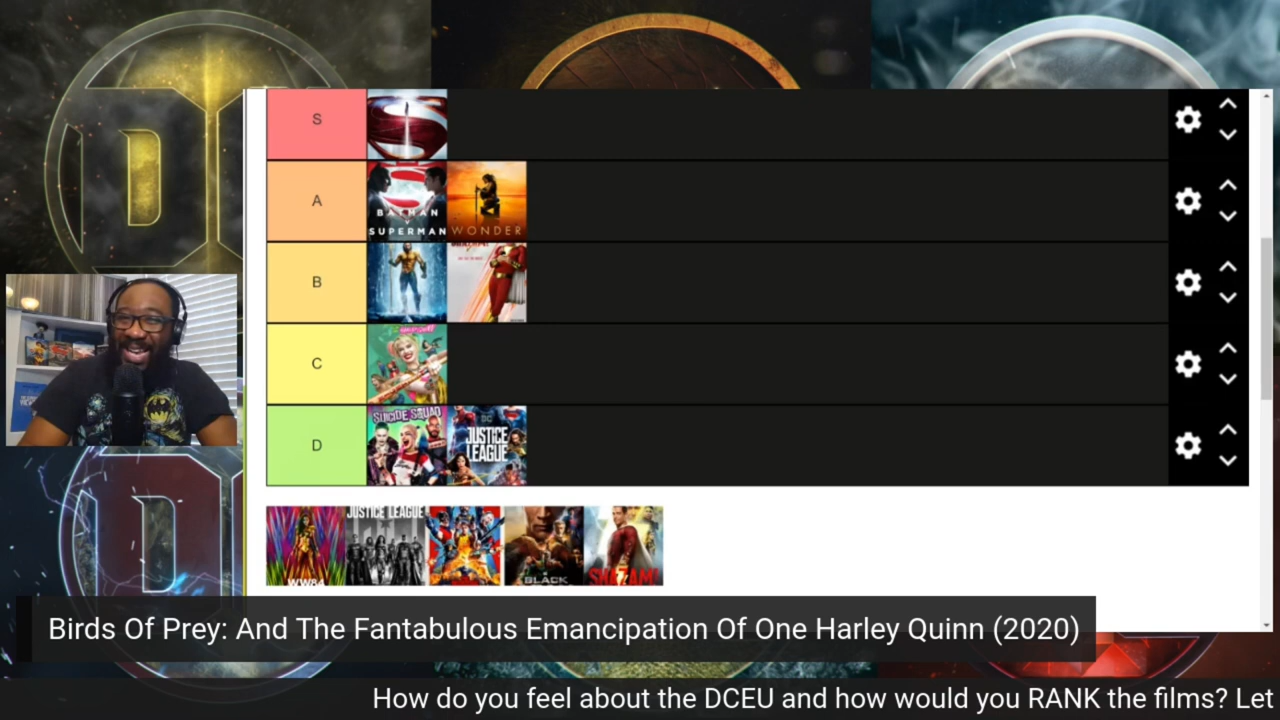 S
A
BATMAN
V
SUPERMAN
WONDER
B
C
D
SUICIDE SQUAD
DC
JUSTICE
LEAGUE
WW84
JUSTICE LEAGUE
BLACK
SHAZAM!
Birds Of Prey: And The Fantabulous Emancipation Of One Harley Quinn (2020)
How do you feel about the DCEU and how would you RANK the films? Let